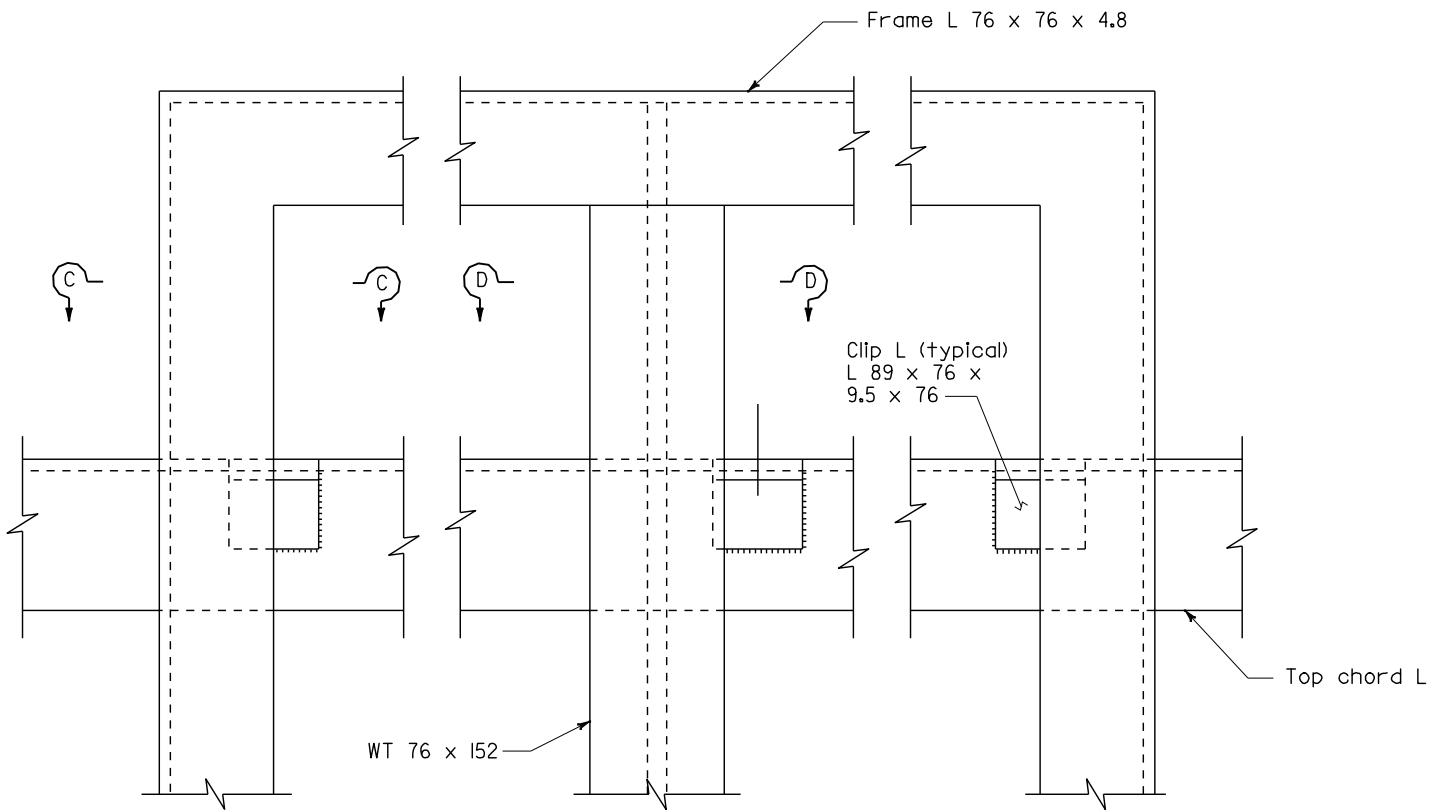 Frame L 76 x 76 x 4.8
C
C
D
D
Clip L (typical)
L 89 x 76 x
9.5 x 76
Top chord L
WT 76 x 152